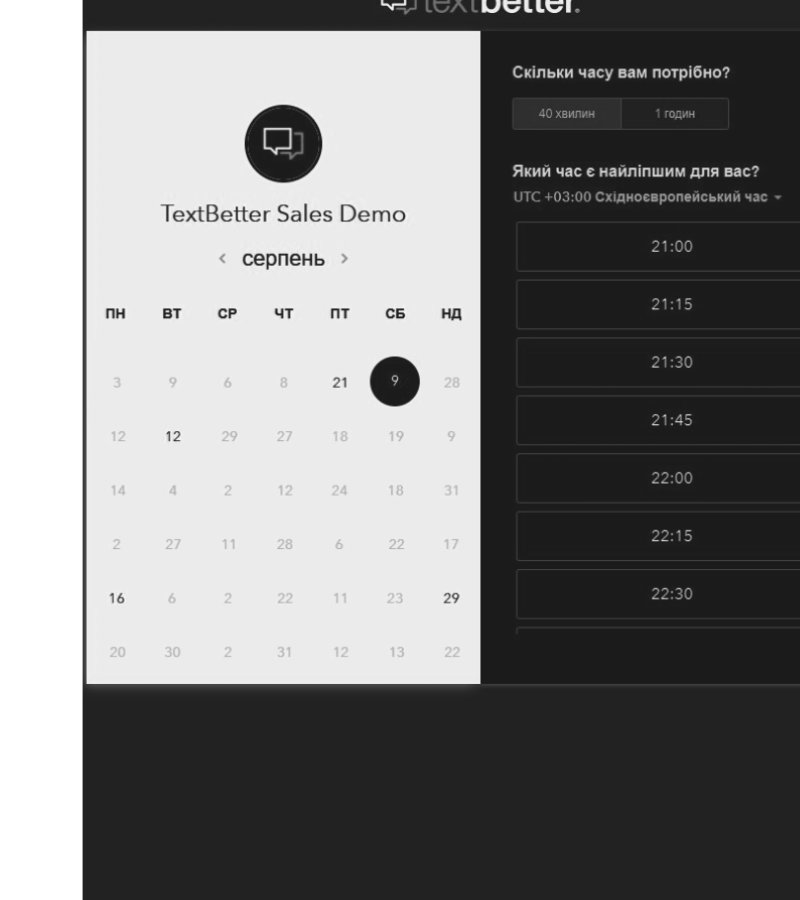 textbetter.
TextBetter Sales Demo
серпень
ПН ВТ СР ЧТ ПТ СБ НД
3 9 6 8 21 9 28
12 12 29 27 18 19 9
14 4 2 12 24 18 31
2 27 11 28 6 22 17
16 6 2 22 11 23 29
20 30 2 31 12 13 22
Скільки часу вам потрібно?
40 хвилин 1 годин
Який час є найліпшим для вас?
UTC +03:00 Східноєвропейський час
21:00
21:15
21:30
21:45
22:00
22:15
22:30